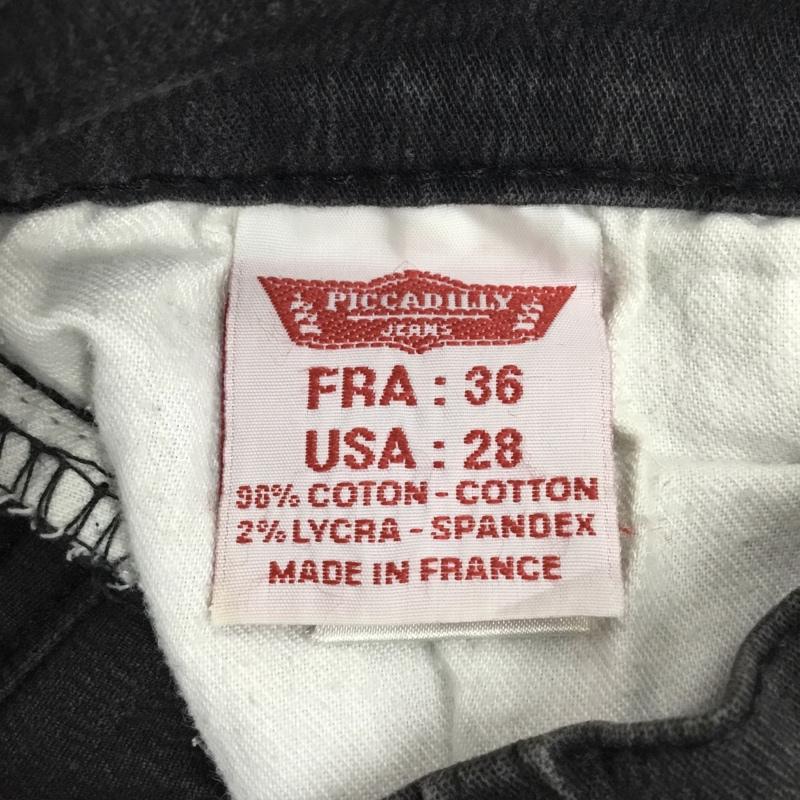 PICCADILLY
JEANS
FRA : 36
USA : 28
98% COTON - COTTON
2% LYCRA - SPANDEX
MADE IN FRANCE